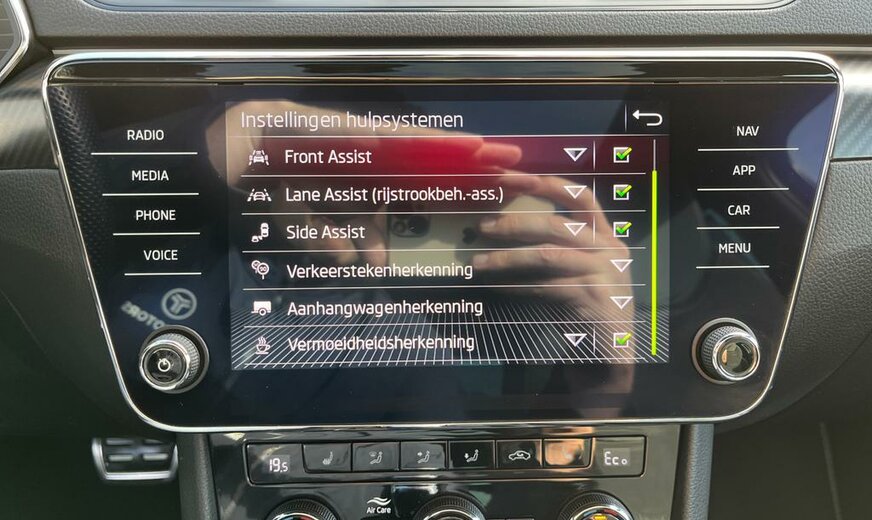 Instellingen hulpsystemen
RADIO
MEDIA
PHONE
VOICE
Front Assist
Lane Assist (rijstrookbeh.-ass.)
Side Assist
Verkeerstekenherkenning
Aanhangwagenherkenning
Vermoeidheidsherkenning
NAV
APP
CAR
MENU
19.5
Eco
Air Care